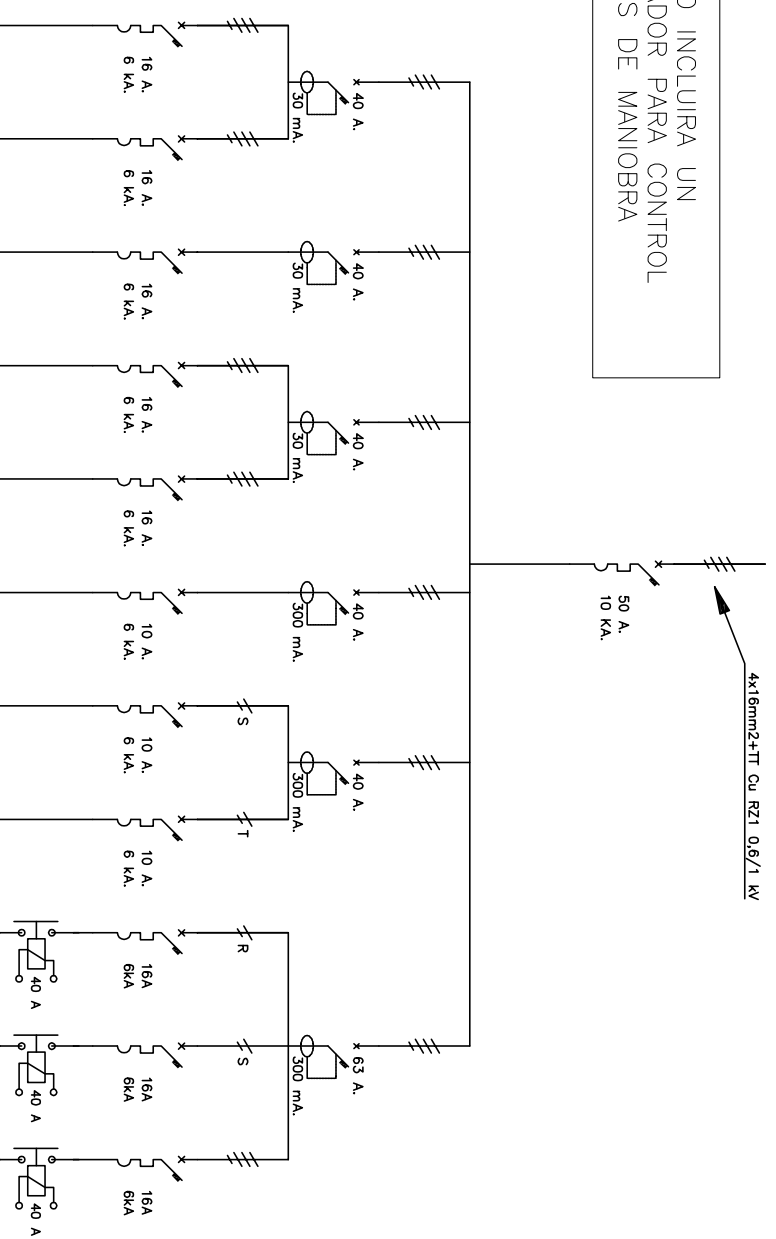 4x16mm2+TT Cu RZ1 0,6/1 kV
O INCLUIRA UN
ADOR PARA CONTROL
S DE MANIOBRA
50 A.
10 KA.
40 A.
30 mA.
40 A.
30 mA.
40 A.
30 mA.
40 A.
300 mA.
40 A.
300 mA.
63 A.
300 mA.
S
T
R
S
16 A.
6 kA.
16 A.
6 kA.
16 A.
6 kA.
16 A.
6 kA.
16 A.
6 kA.
10 A.
6 kA.
10 A.
6 kA.
10 A.
6 kA.
16A
6kA
16A
6kA
16A
6kA
40 A
40 A
40 A